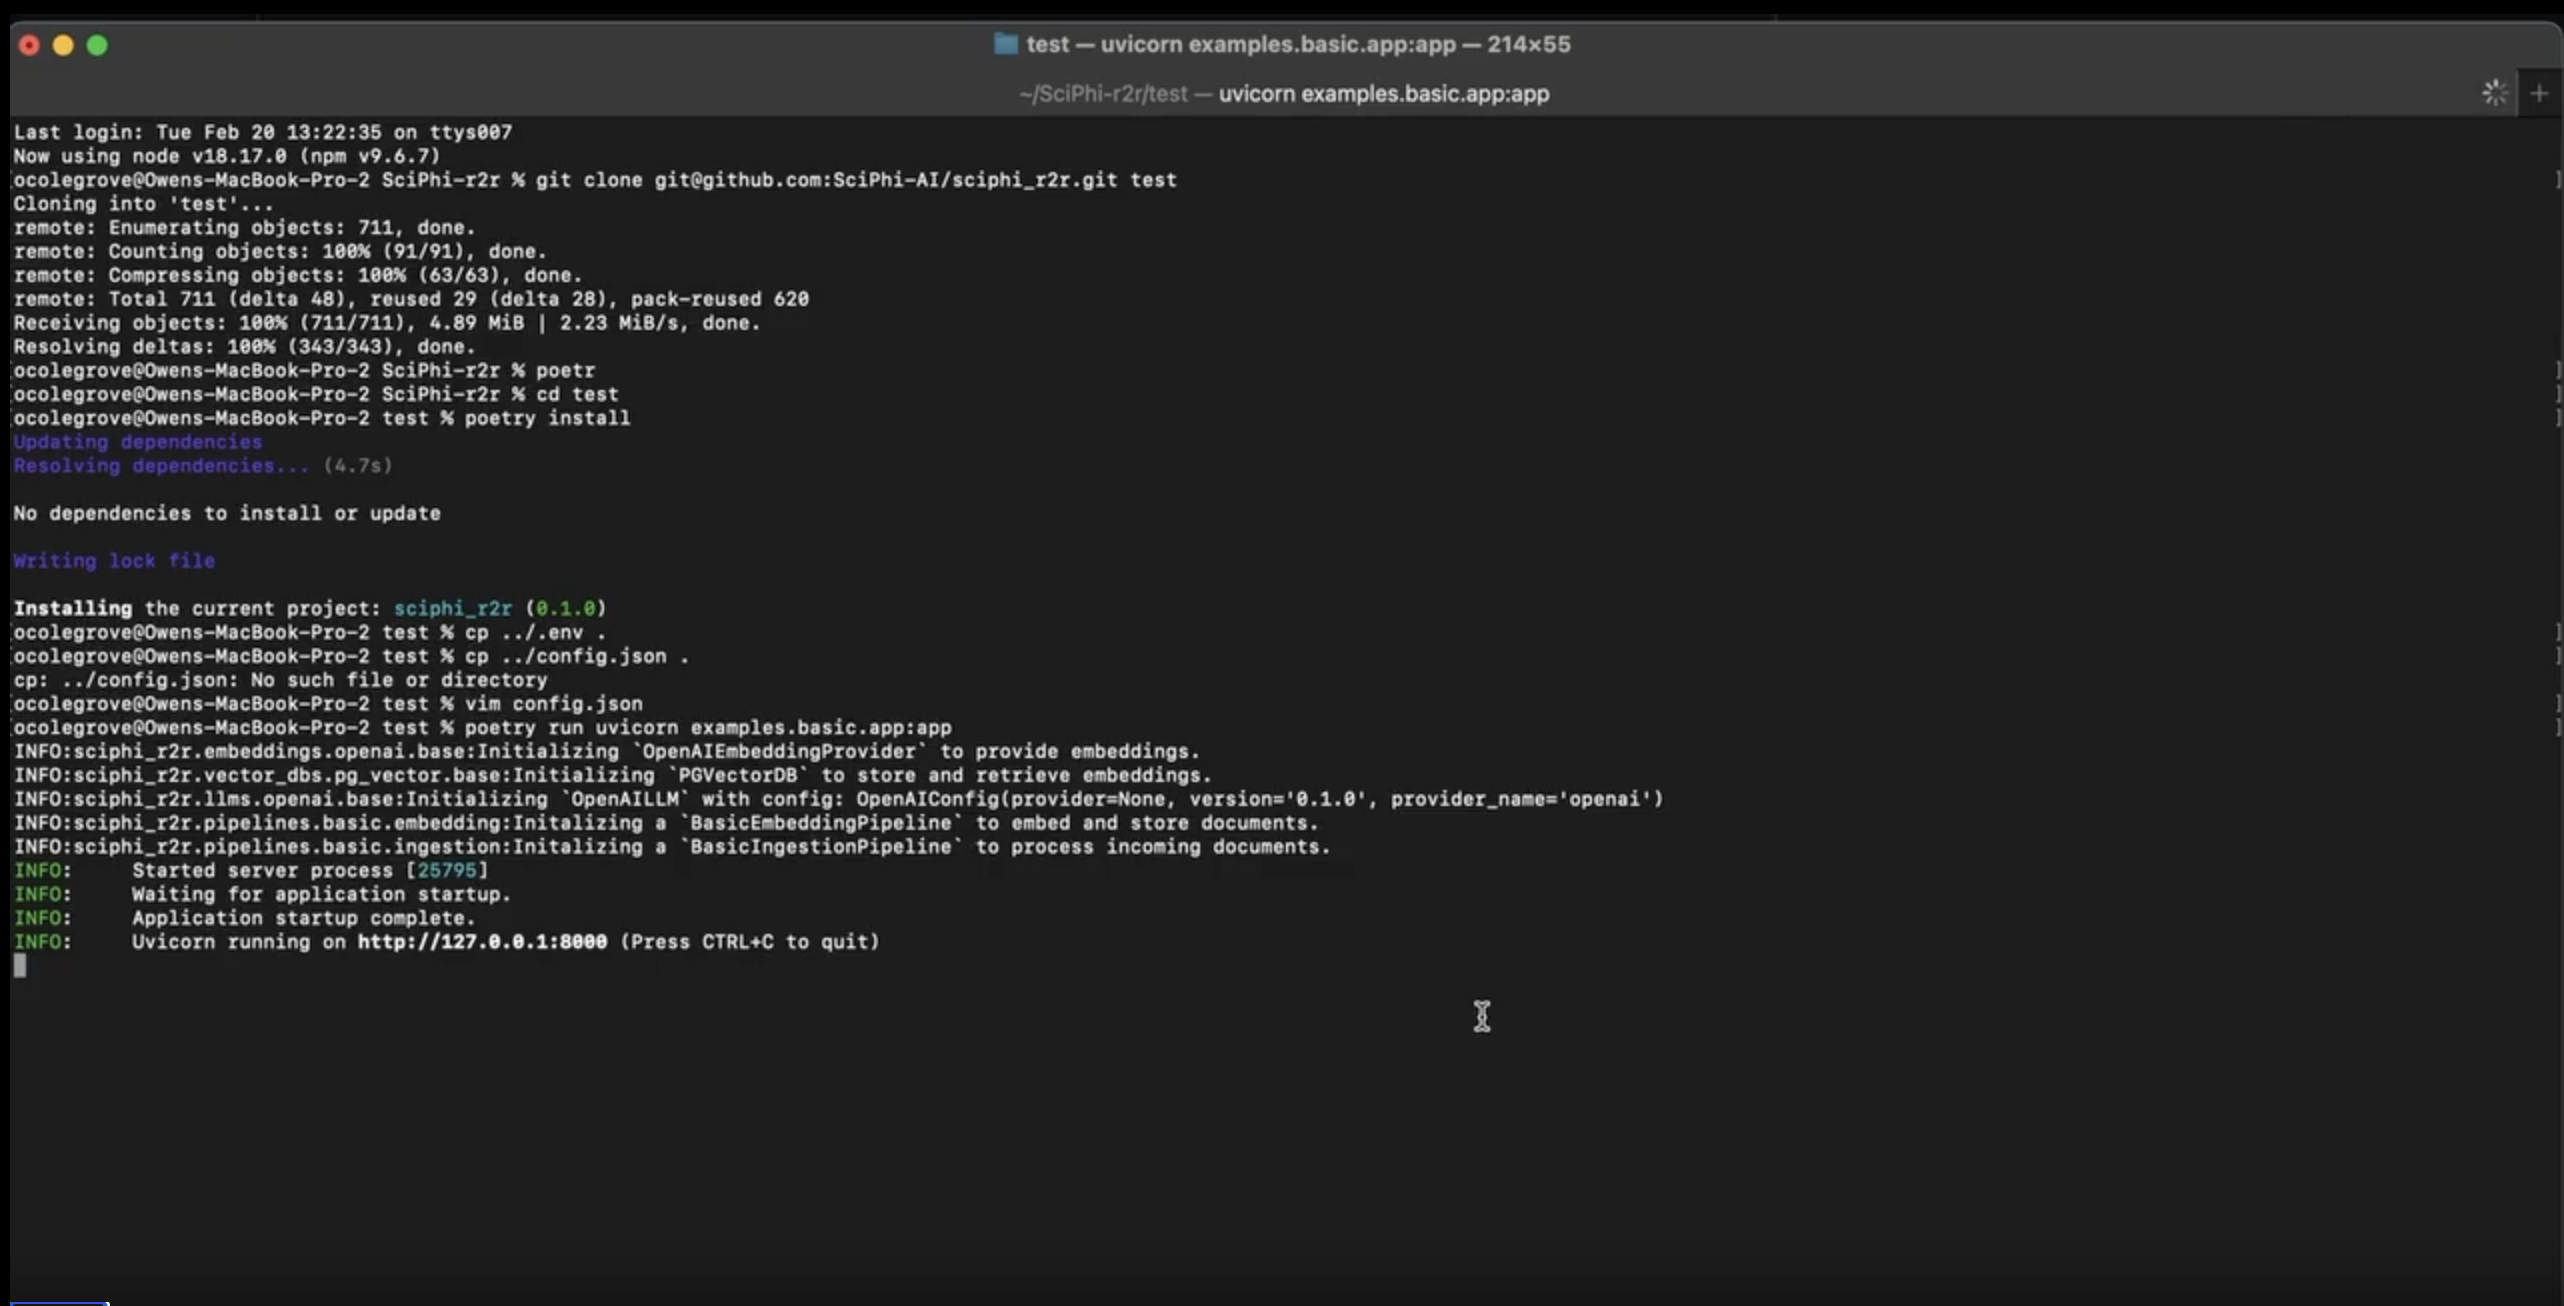 test — uvicorn examples.basic.app:app — 214×55
~/SciPhi-r2r/test — uvicorn examples.basic.app:app
Last login: Tue Feb 20 13:22:35 on ttys007
Now using node v18.17.0 (npm v9.6.7)
ocolegrove@Owens-MacBook-Pro-2 SciPhi-r2r % git clone git@github.com:SciPhi-AI/sciphi_r2r.git test
Cloning into 'test'...
remote: Enumerating objects: 711, done.
remote: Counting objects: 100% (91/91), done.
remote: Compressing objects: 100% (63/63), done.
remote: Total 711 (delta 48), reused 29 (delta 28), pack-reused 620
Receiving objects: 100% (711/711), 4.89 MiB | 2.23 MiB/s, done.
Resolving deltas: 100% (343/343), done.
ocolegrove@Owens-MacBook-Pro-2 SciPhi-r2r % poetr
ocolegrove@Owens-MacBook-Pro-2 SciPhi-r2r % cd test
ocolegrove@Owens-MacBook-Pro-2 test % poetry install
Updating dependencies
Resolving dependencies... (4.7s)
No dependencies to install or update
Writing lock file
Installing the current project: sciphi_r2r (0.1.0)
ocolegrove@Owens-MacBook-Pro-2 test % cp ../.env .
ocolegrove@Owens-MacBook-Pro-2 test % cp ../config.json .
cp: ../config.json: No such file or directory
ocolegrove@Owens-MacBook-Pro-2 test % vim config.json
ocolegrove@Owens-MacBook-Pro-2 test % poetry run uvicorn examples.basic.app:app
INFO:sciphi_r2r.embeddings.openai.base:Initializing `OpenAIEmbeddingProvider` to provide embeddings.
INFO:sciphi_r2r.vector_dbs.pg_vector.base:Initializing `PGVectorDB` to store and retrieve embeddings.
INFO:sciphi_r2r.llms.openai.base:Initializing `OpenAILLM` with config: OpenAIConfig(provider=None, version='0.1.0', provider_name='openai')
INFO:sciphi_r2r.pipelines.basic.embedding:Initalizing a `BasicEmbeddingPipeline` to embed and store documents.
INFO:sciphi_r2r.pipelines.basic.ingestion:Initalizing a `BasicIngestionPipeline` to process incoming documents.
INFO:     Started server process [25795]
INFO:     Waiting for application startup.
INFO:     Application startup complete.
INFO:     Uvicorn running on http://127.0.0.1:8000 (Press CTRL+C to quit)